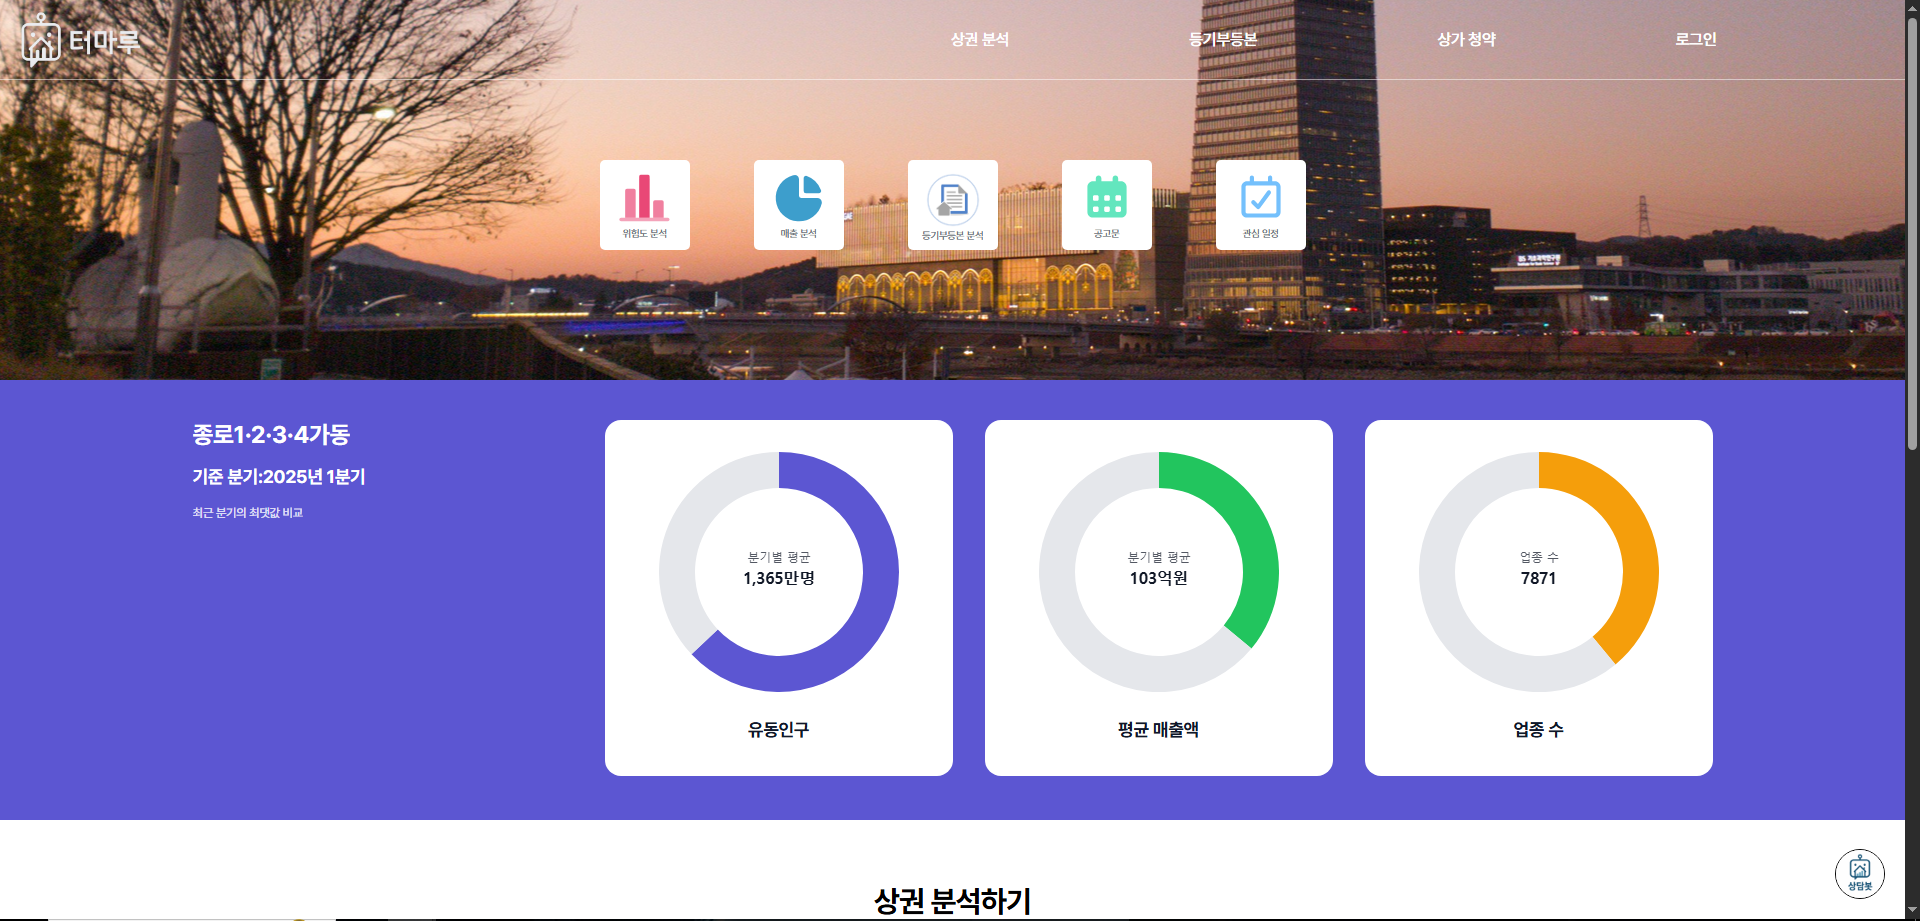 터마루
상권 분석
등기부등본
상가 청약
로그인
위험도 분석
매출 분석
등기부등본 분석
공고문
관심 일정
종로1·2·3·4가동
기준 분기:2025년 1분기
최근 분기의 최댓값 비교
분기별 평균
1,365만명
유동인구
분기별 평균
103억원
평균 매출액
업종 수
7871
업종 수
상권 분석하기
상담봇